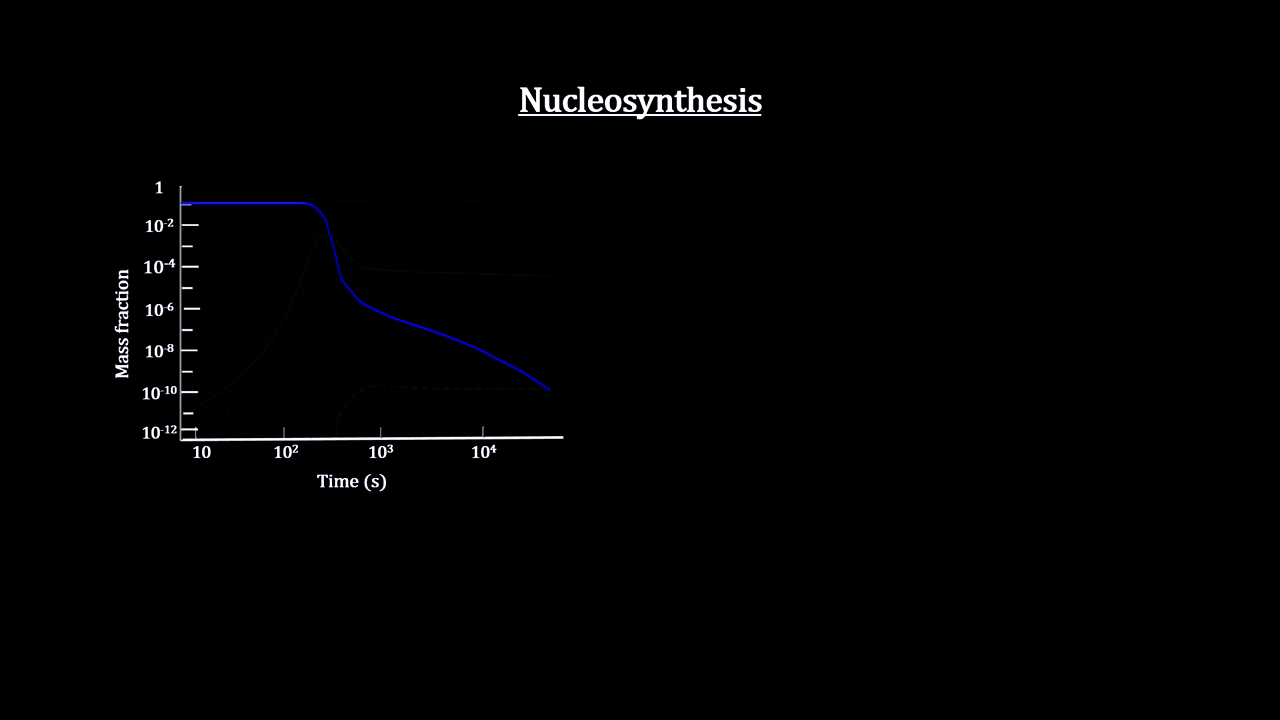 Nucleosynthesis
1
10⁻²
10⁻⁴
10⁻⁶
10⁻⁸
10⁻¹⁰
10⁻¹²
Mass fraction
10 10² 10³ 10⁴
Time (s)